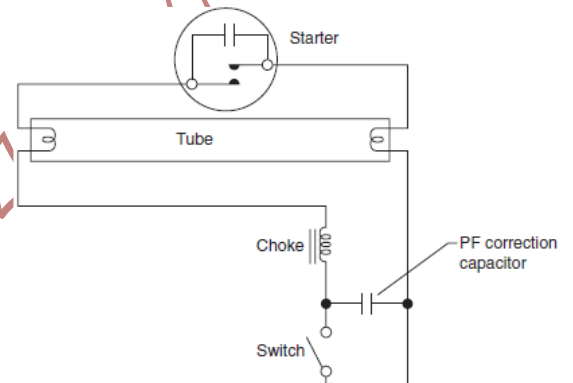 Starter
Tube
Choke
PF correction
capacitor
Switch